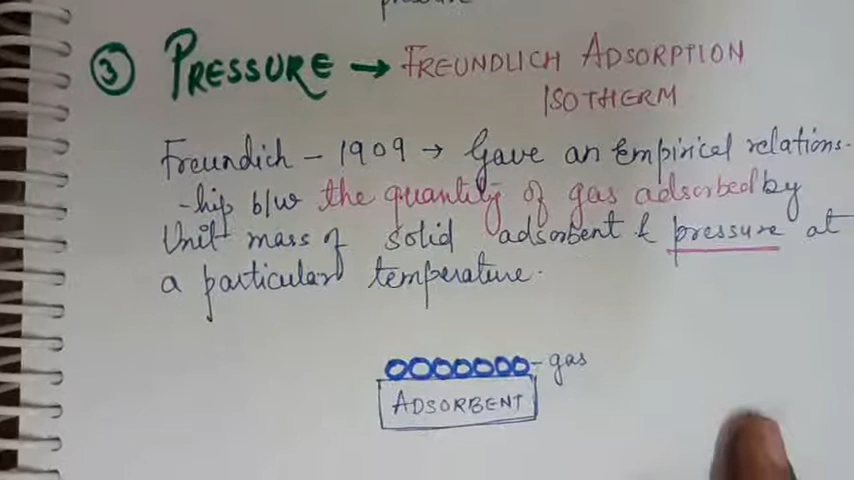 pressure
③ PRESSURE → FREUNDLICH ADSORPTION
ISOTHERM
Freundich - 1909 → Gave an Empirical relations-
-hip b/w the quantity of gas adsorbed by
Unit mass of solid adsorbent & pressure at
a particular temperature.
- gas
ADSORBENT